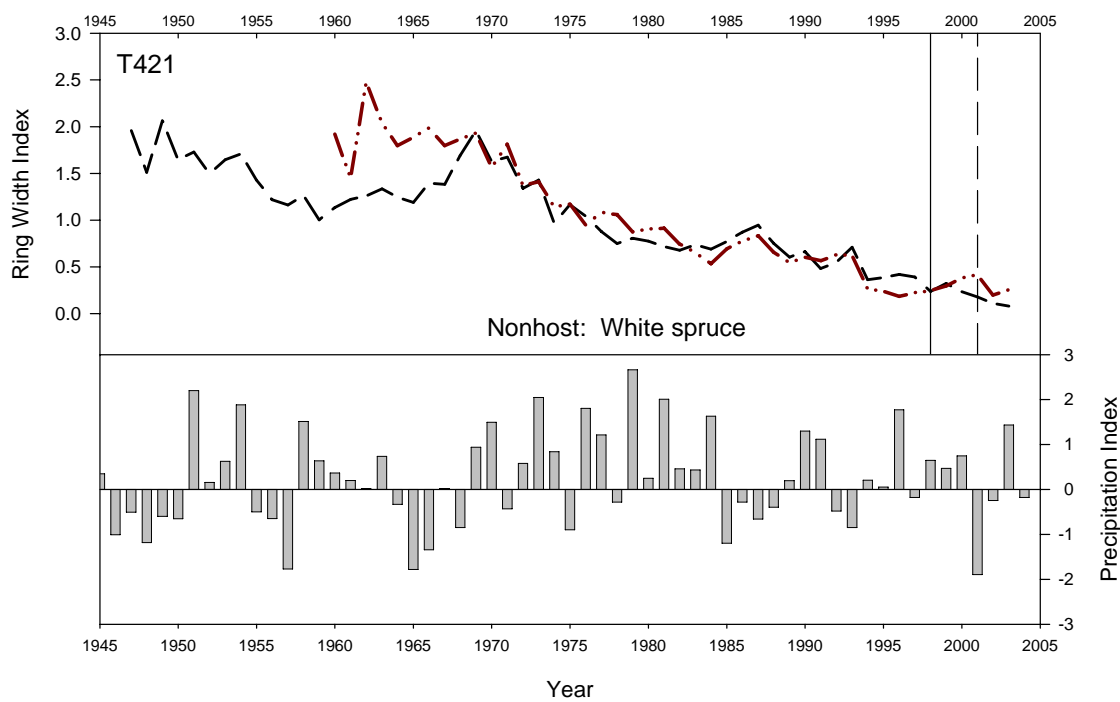 1945 1950 1955 1960 1965 1970 1975 1980 1985 1990 1995 2000 2005
3.0
T421
2.5
2.0
1.5
1.0
0.5
0.0
Ring Width Index
Nonhost: White spruce
3
2
1
0
-1
-2
-3
Precipitation Index
1945 1950 1955 1960 1965 1970 1975 1980 1985 1990 1995 2000 2005
Year